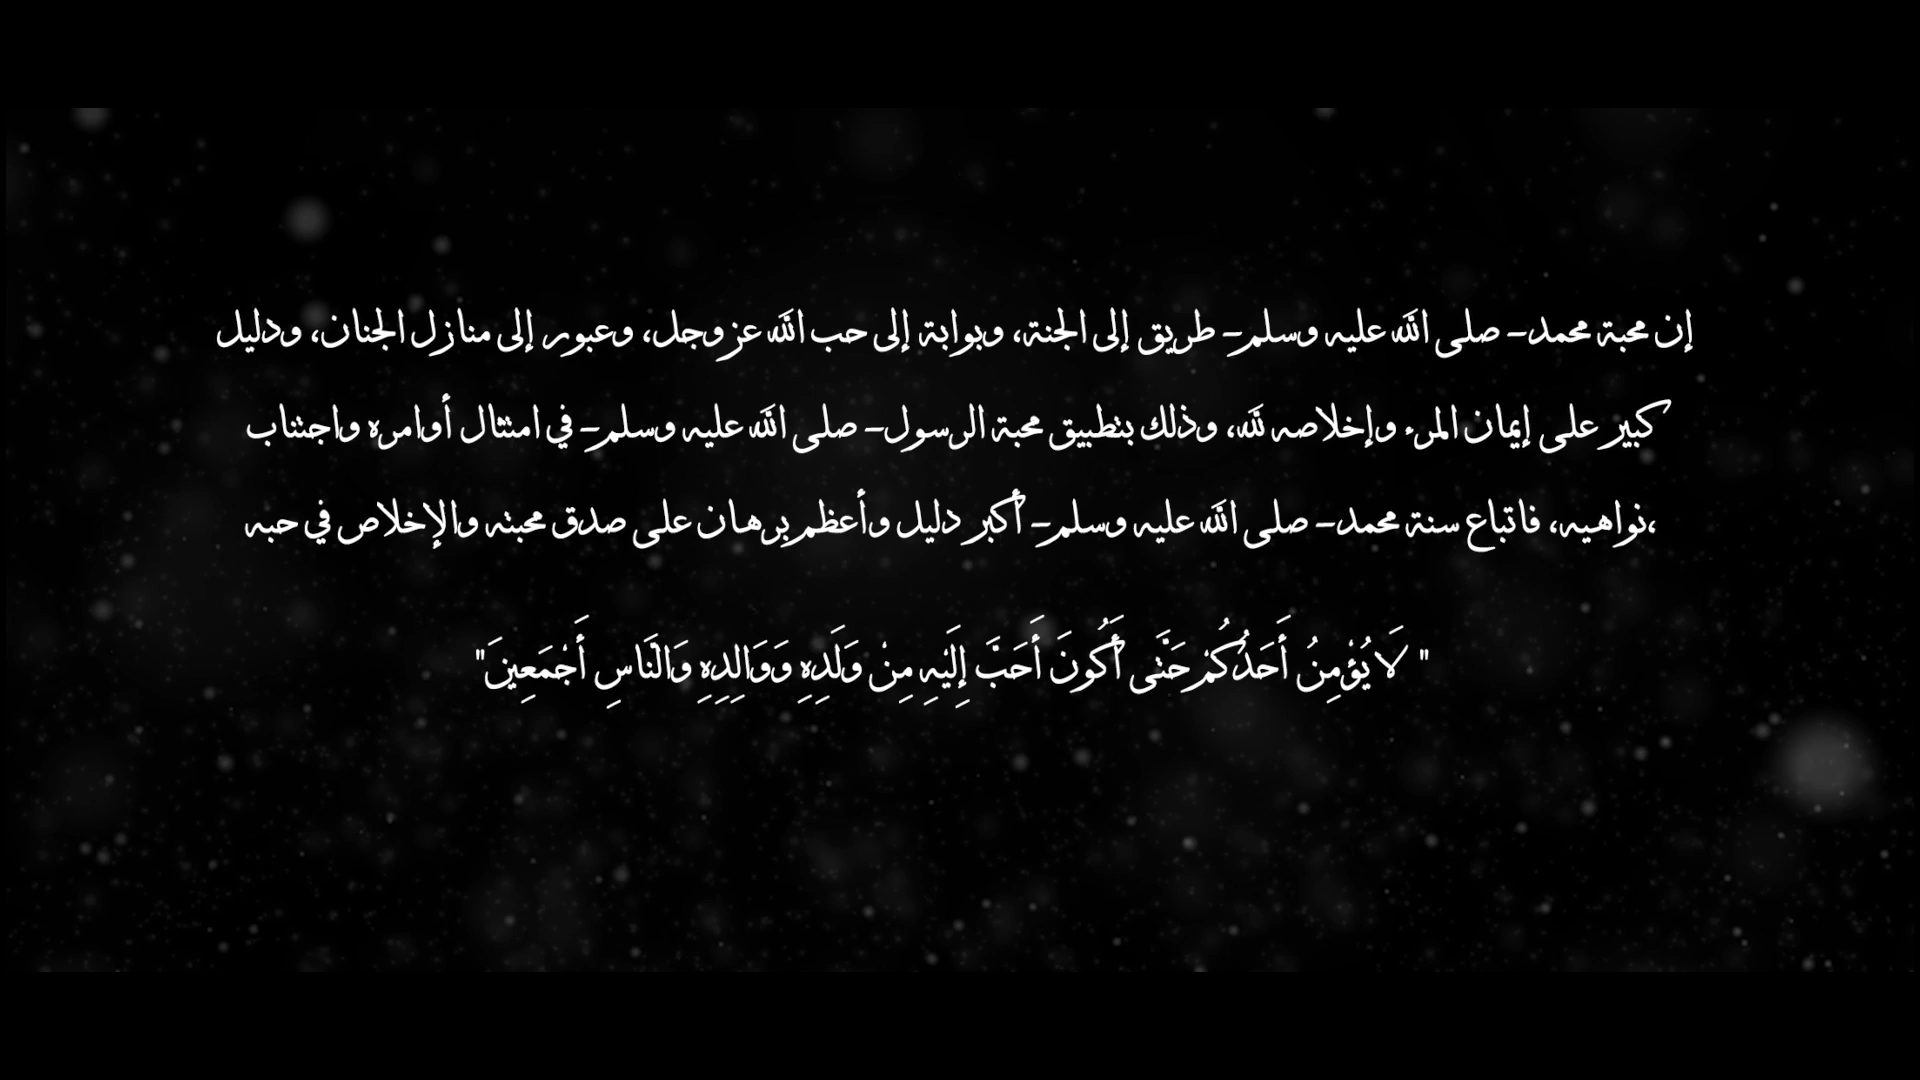 إن محبة محمد- صلى الله عليه وسلم- طريق إلى الجنة، وبوابة إلى حب الله عز وجل، وعبور إلى منازل الجنان، ودليل
كبير على إيمان المرء وإخلاصه لله، وذلك بتطبيق محبة الرسول- صلى الله عليه وسلم- في امتثال أوامره واجتناب
،نواهيه، فاتباع سنة محمد- صلى الله عليه وسلم- أكبر دليل وأعظم برهان على صدق محبته والإخلاص في حبه
" لَا يُؤْمِنُ أَحَدُكُمْ حَتَّى أَكُونَ أَحَبَّ إِلَيْهِ مِنْ وَلَدِهِ وَوَالِدِهِ وَالنَّاسِ أَجْمَعِينَ"